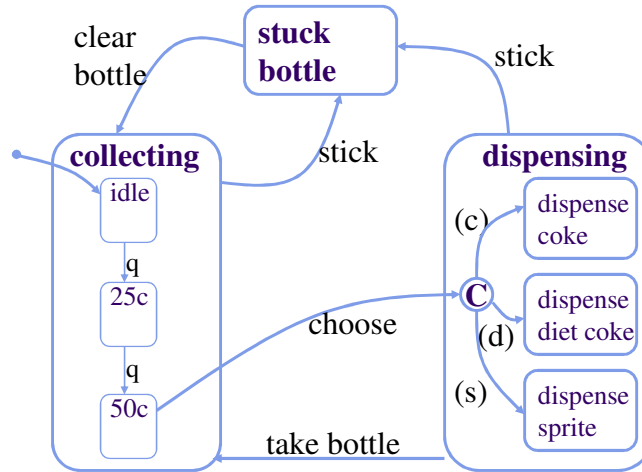 clear
bottle
stuck
bottle
stick
collecting
stick
dispensing
idle
q
25c
q
50c
choose
C
(c)
(d)
(s)
dispense
coke
dispense
diet coke
dispense
sprite
take bottle